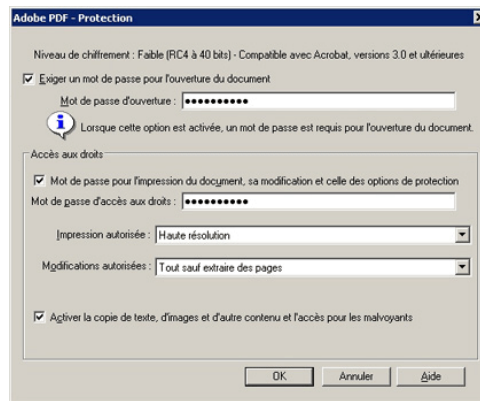 Adobe PDF - Protection
Niveau de chiffrement : Faible (RC4 à 40 bits) - Compatible avec Acrobat, versions 3.0 et ultérieures
Exiger un mot de passe pour l'ouverture du document
Mot de passe d'ouverture : ••••••••••
Lorsque cette option est activée, un mot de passe est requis pour l'ouverture du document.
Accès aux droits
Mot de passe pour l'impression du document, sa modification et celle des options de protection
Mot de passe d'accès aux droits : ••••••••••
Impression autorisée : Haute résolution
Modifications autorisées : Tout sauf extraire des pages
Activer la copie de texte, d'images et d'autre contenu et l'accès pour les malvoyants
OK Annuler Aide